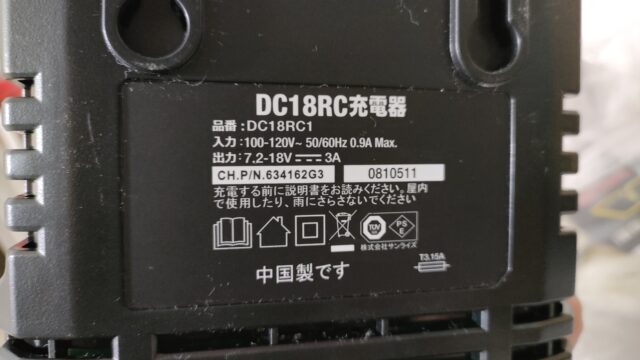 DC18RC充電器
品番：DC18RC1
入力：100-120V~ 50/60Hz 0.9A Max.
出力：7.2-18V⎓3A
CH.P/N.634162G3 0810511
充電する前に説明書をお読みください。屋内
で使用したり、雨にさらさないでください
TÜV PS E
株式会社サンライズ
T3.15A
中国製です